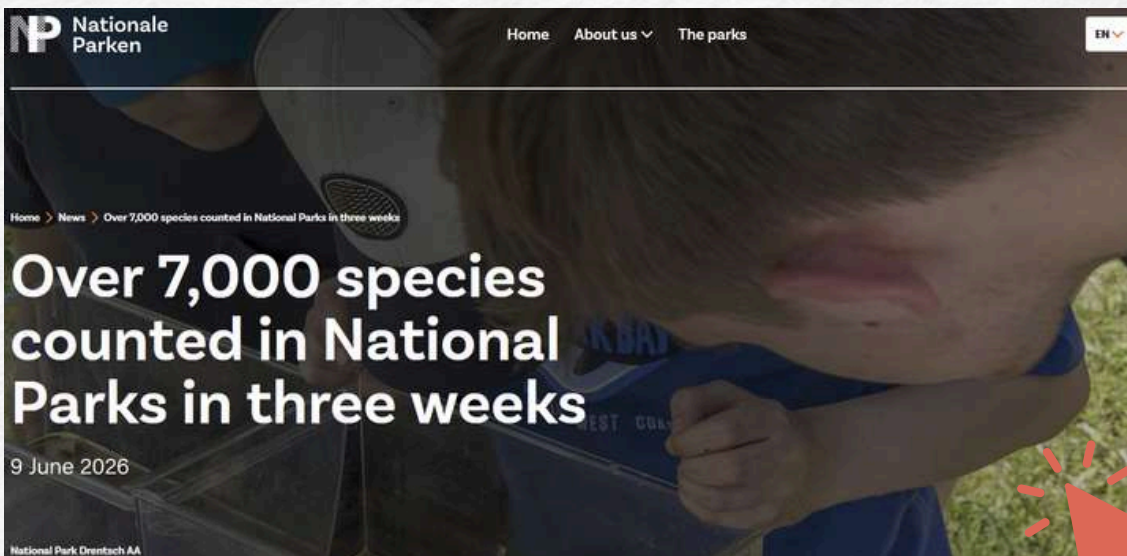 Nationale
Parken
Home About us The parks
EN
Home > News > Over 7,000 species counted in National Parks in three weeks
Over 7,000 species
counted in National
Parks in three weeks
9 June 2026
WEST
National Park Drentsch AA